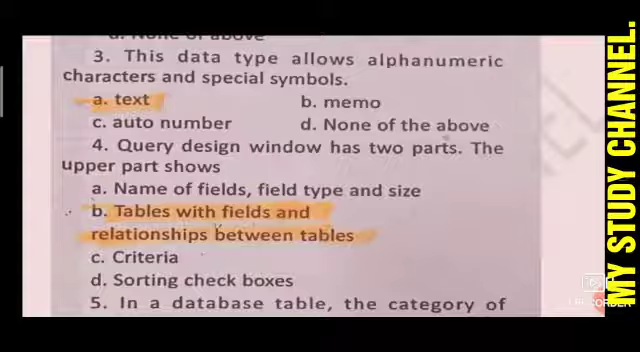 d. None of above
3. This data type allows alphanumeric
characters and special symbols.
a. text b. memo
c. auto number d. None of the above
4. Query design window has two parts. The
upper part shows
a. Name of fields, field type and size
b. Tables with fields and
relationships between tables
c. Criteria
d. Sorting check boxes
5. In a database table, the category of
MY STUDY CHANNEL.